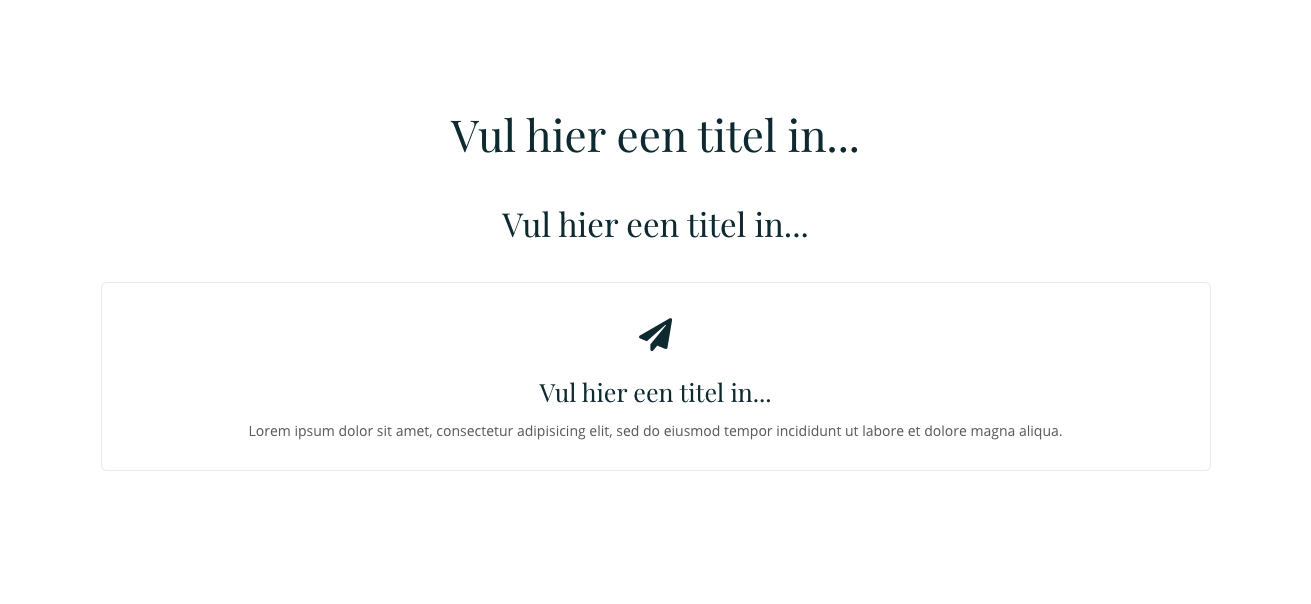 Vul hier een titel in...
Vul hier een titel in...
Vul hier een titel in...
Lorem ipsum dolor sit amet, consectetur adipisicing elit, sed do eiusmod tempor incididunt ut labore et dolore magna aliqua.